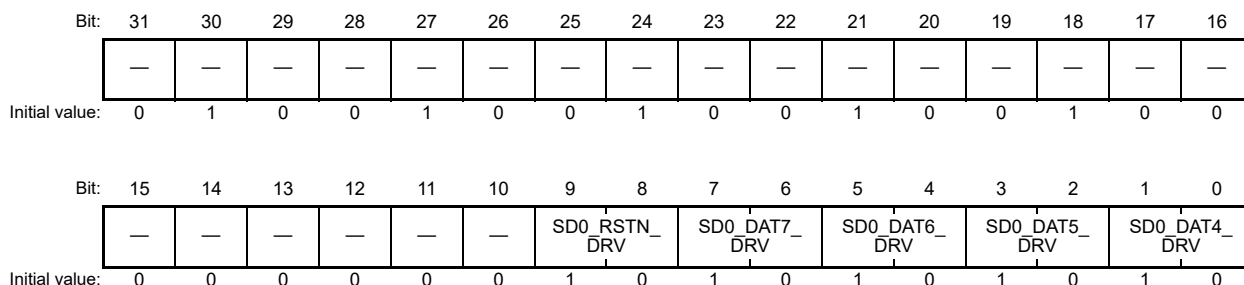 Bit: 31 30 29 28 27 26 25 24 23 22 21 20 19 18 17 16
— — — — — — — — — — — — — — — —
Initial value: 0 1 0 0 1 0 0 1 0 0 1 0 0 1 0 0
Bit: 15 14 13 12 11 10 9 8 7 6 5 4 3 2 1 0
— — — — — — SD0_RSTN_ SD0_DAT7_ SD0_DAT6_ SD0_DAT5_ SD0_DAT4_
DRV DRV DRV DRV DRV
Initial value: 0 0 0 0 0 0 1 0 1 0 1 0 1 0 1 0